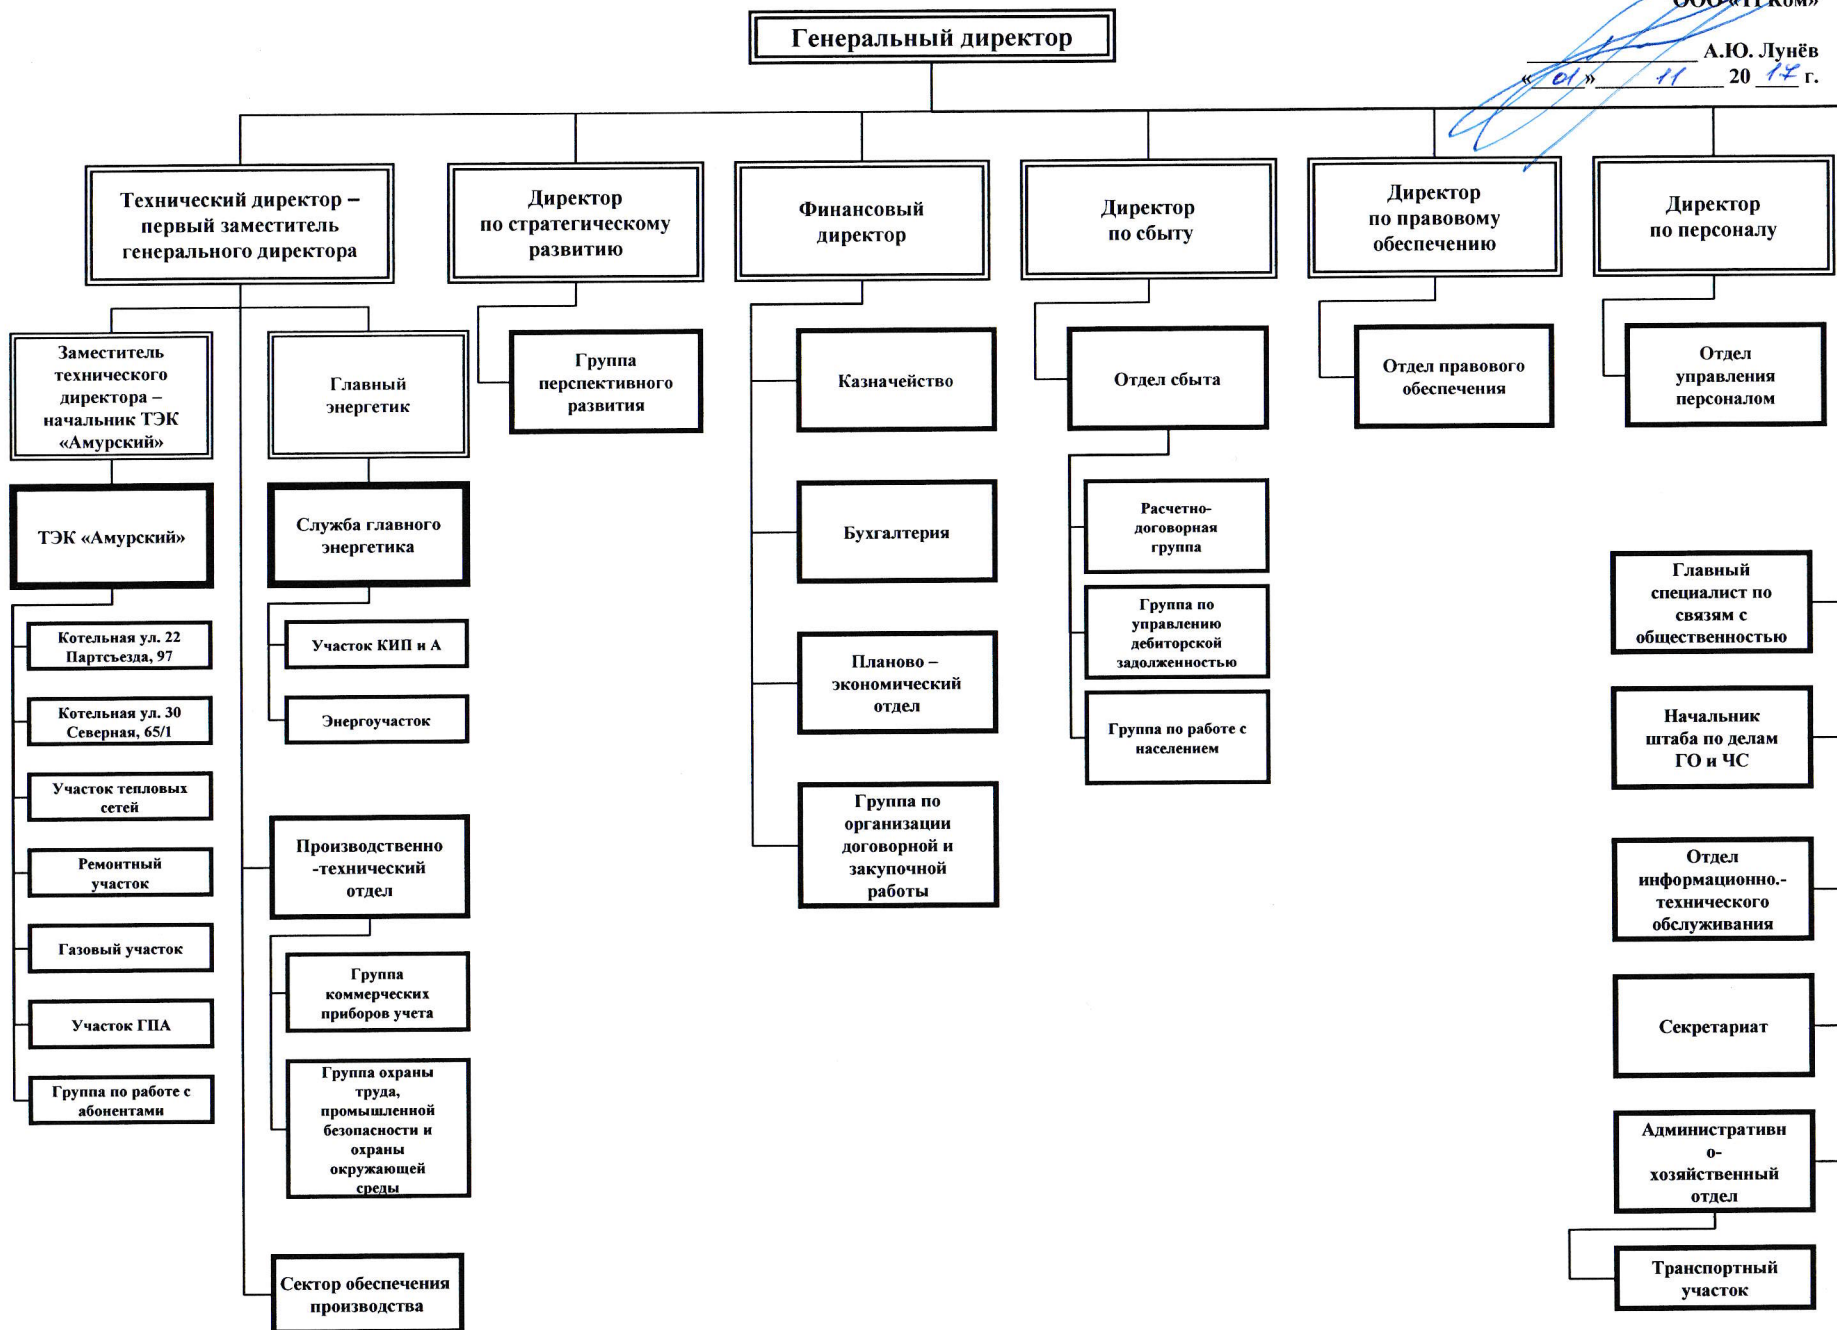 Генеральный директор
ООО «ТГКом»
А.Ю. Лунёв
«01» 11 20 17 г.
Технический директор –
первый заместитель
генерального директора
Директор
по стратегическому
развитию
Финансовый
директор
Директор
по сбыту
Директор
по правовому
обеспечению
Директор
по персоналу
Заместитель
технического
директора –
начальник ТЭК
«Амурский»
Главный
энергетик
Группа
перспективного
развития
Казначейство
Отдел сбыта
Отдел правового
обеспечения
Отдел
управления
персоналом
ТЭК «Амурский»
Служба главного
энергетика
Бухгалтерия
Расчетно-
договорная
группа
Группа по
управлению
дебиторской
задолженностью
Группа по работе с
населением
Котельная ул. 22
Партсъезда, 97
Котельная ул. 30
Северная, 65/1
Участок тепловых
сетей
Ремонтный
участок
Газовый участок
Участок ГПА
Группа по работе с
абонентами
Участок КИП и А
Энергоучасток
Производственно
-технический
отдел
Группа
коммерческих
приборов учета
Группа охраны
труда,
промышленной
безопасности и
охраны
окружающей
среды
Сектор обеспечения
производства
Планово –
экономический
отдел
Группа по
организации
договорной и
закупочной
работы
Главный
специалист по
связям с
общественностью
Начальник
штаба по делам
ГО и ЧС
Отдел
информационно.-
технического
обслуживания
Секретариат
Административн
о-
хозяйственный
отдел
Транспортный
участок